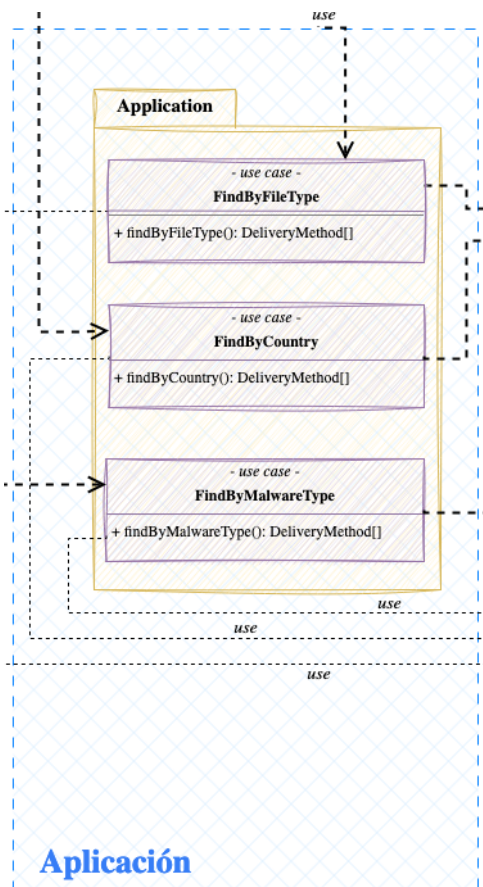 use
Application
- use case -
FindByFileType
+ findByFileType(): DeliveryMethod[]
- use case -
FindByCountry
+ findByCountry(): DeliveryMethod[]
- use case -
FindByMalwareType
+ findByMalwareType(): DeliveryMethod[]
use
use
use
Aplicación